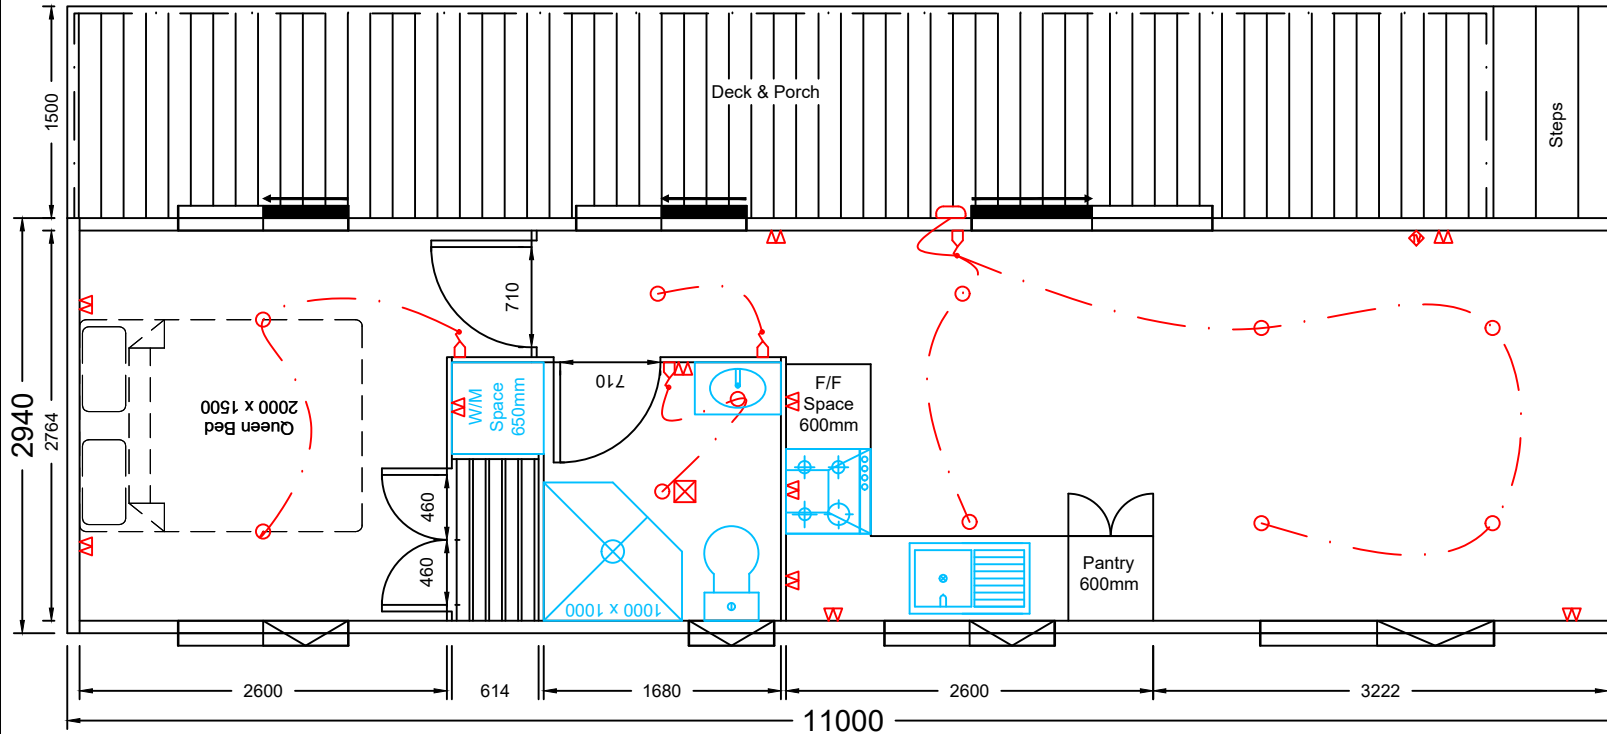 Deck & Porch
Steps
1500
2940
2764
710
710
Queen Bed
2000 x 1500
W/M
Space
650mm
F/F
Space
600mm
460
460
1000 x 1000
Pantry
600mm
2600
614
1680
2600
3222
11000